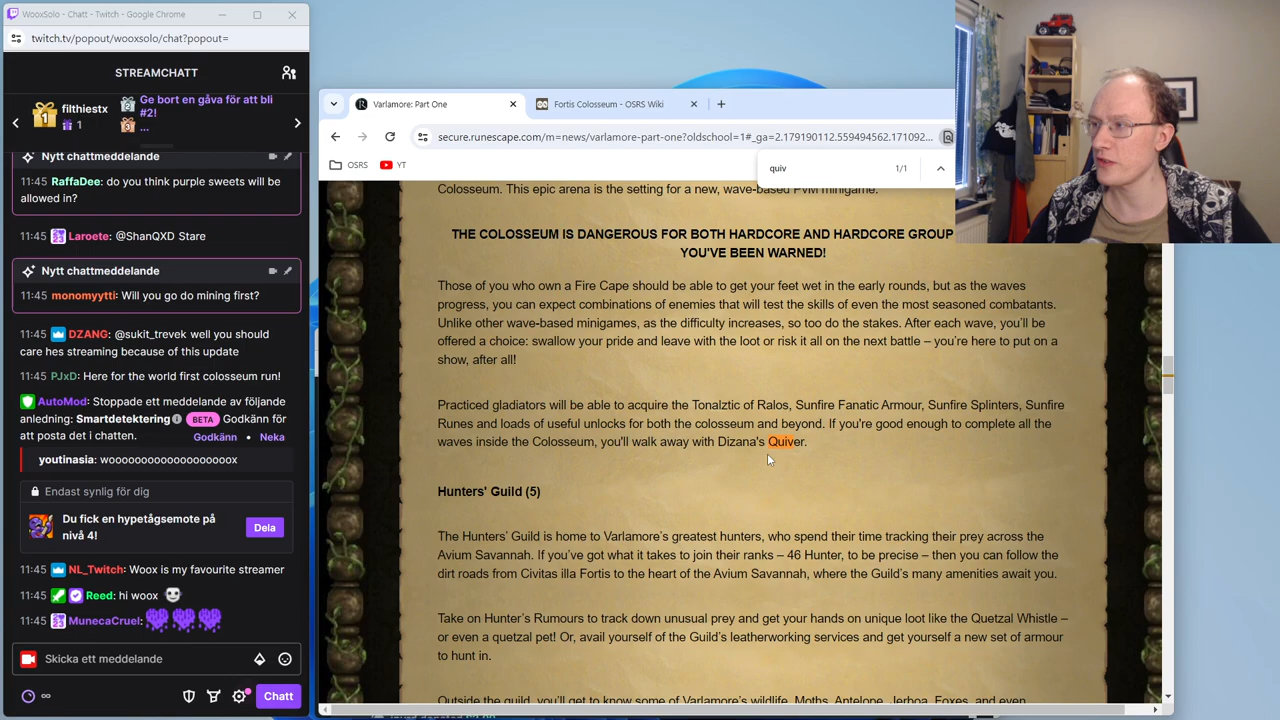 WooxSolo - Chatt - Twitch - Google Chrome
twitch.tv/popout/wooxsolo/chat?popout=
STREAMCHATT
filthiestx
1
Ge bort en gåva för att bli
#2!
...
Nytt chattmeddelande
11:45 RaffaDee: do you think purple sweets will be
allowed in?
11:45 Laroete: @ShanQXD Stare
Nytt chattmeddelande
11:45 monomyytti: Will you go do mining first?
11:45 DZANG: @sukit_trevek well you should
care hes streaming because of this update
11:45 PJxD: Here for the world first colosseum run!
AutoMod: Stoppade ett meddelande av följande
anledning: Smartdetektering BETA Godkänn för
att posta det i chatten. Godkänn • Neka
youtinasia: wooooooooooooooooooox
Endast synlig för dig
Du fick en hypetågsemote på
nivå 4!
Dela
11:45 NL_Twitch: Woox is my favourite streamer
11:45 Reed: hi woox
11:45 MunecaCruel:
Skicka ett meddelande
Chatt
Varlamore: Part One
Fortis Colosseum - OSRS Wiki
secure.runescape.com/m=news/varlamore-part-one?oldschool=1#_ga=2.179190112.559494562.171092...
OSRS
YT
quiv
1/1
Colosseum. This epic arena is the setting for a new, wave-based PvM minigame.
THE COLOSSEUM IS DANGEROUS FOR BOTH HARDCORE AND HARDCORE GROUP
YOU'VE BEEN WARNED!
Those of you who own a Fire Cape should be able to get your feet wet in the early rounds, but as the waves
progress, you can expect combinations of enemies that will test the skills of even the most seasoned combatants.
Unlike other wave-based minigames, as the difficulty increases, so too do the stakes. After each wave, you'll be
offered a choice: swallow your pride and leave with the loot or risk it all on the next battle – you're here to put on a
show, after all!
Practiced gladiators will be able to acquire the Tonalztic of Ralos, Sunfire Fanatic Armour, Sunfire Splinters, Sunfire
Runes and loads of useful unlocks for both the colosseum and beyond. If you're good enough to complete all the
waves inside the Colosseum, you'll walk away with Dizana's Quiver.
Hunters' Guild (5)
The Hunters' Guild is home to Varlamore's greatest hunters, who spend their time tracking their prey across the
Avium Savannah. If you've got what it takes to join their ranks – 46 Hunter, to be precise – then you can follow the
dirt roads from Civitas illa Fortis to the heart of the Avium Savannah, where the Guild's many amenities await you.
Take on Hunter's Rumours to track down unusual prey and get your hands on unique loot like the Quetzal Whistle –
or even a quetzal pet! Or, avail yourself of the Guild's leatherworking services and get yourself a new set of armour
to hunt in.
Outside the guild, you'll get to know some of Varlamore's wildlife. Moths, Antelope, Jerboa, Foxes, and even